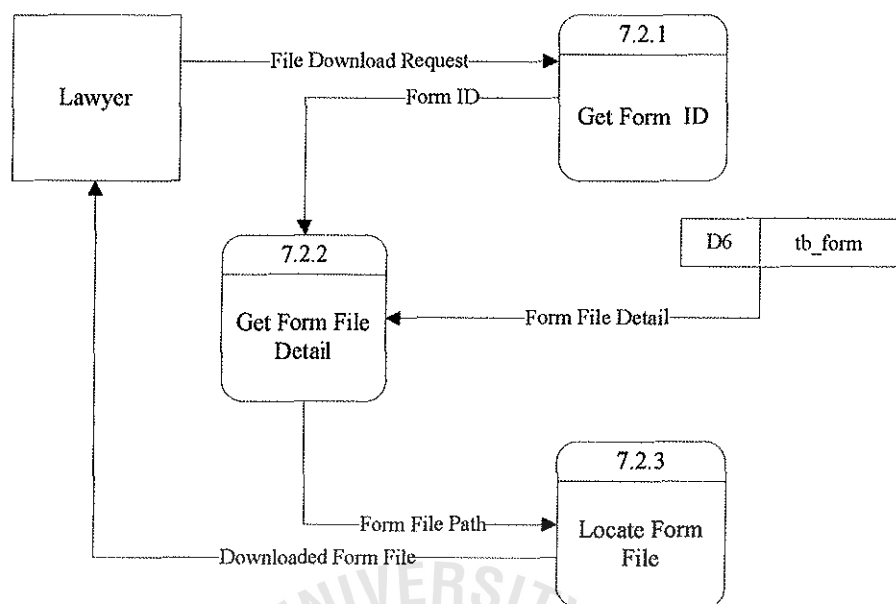 7.2.1
File Download Request
Lawyer
Form ID
Get Form ID
7.2.2
D6 tb_form
Get Form File
Detail
Form File Detail
7.2.3
Form File Path
Locate Form
File
Downloaded Form File
UNIVERSIT